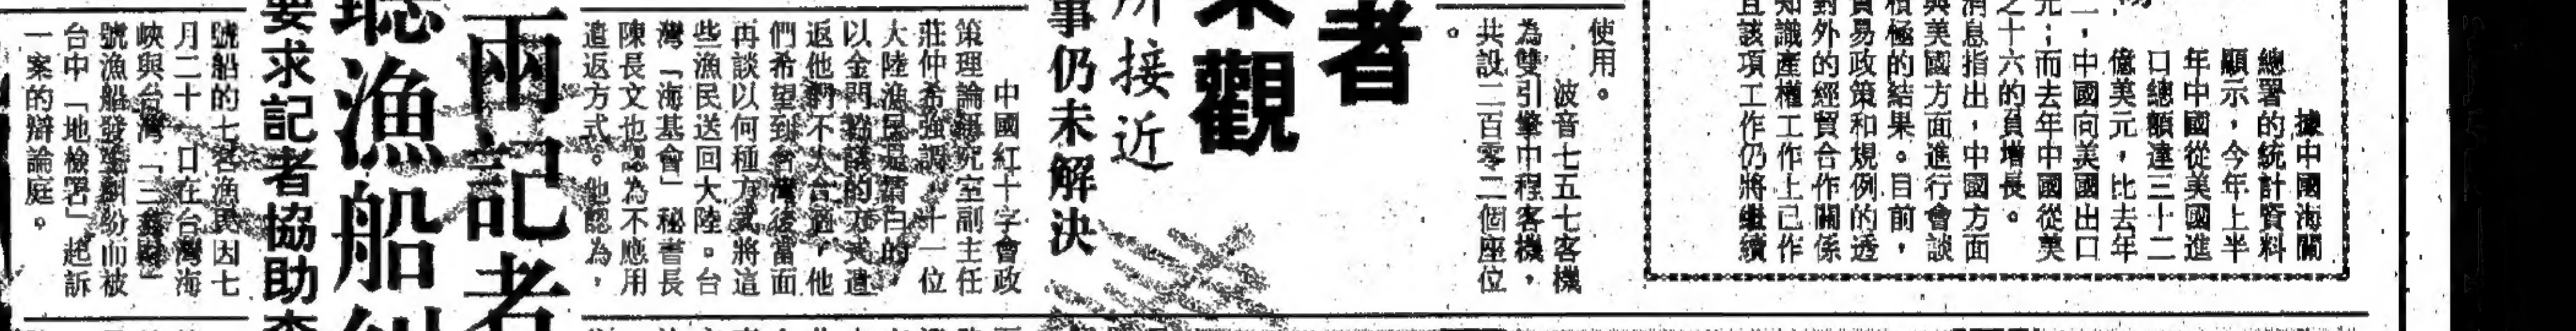 據中國海關
總署的統計資料
顯示，今年上半
年中國從美國進
口總額達三十二
億美元，比去年
二，中國向美國出口
元；而去年中國從美
之十六的負增長。
消息指出，中國方面
與美國方面進行會談
積極的結果。目前，
貿易政策和規例的透
對外的經貿合作關係
知識產權工作上已作
且該項工作仍將繼續
使用。
波音七五七客機
為雙引擎中程客機，
共設二百零二個座位
。
者
樂觀
所接近
事仍未解決
中國紅十字會政
策理論研究室副主任
莊仲希強調，十一位
大陸漁民是清白的，
以金門協議的方式遣
返他們不大合適，他
們希望到台灣後當面
再談以何種方式將這
些漁民送回大陸。台
灣「海基會」秘書長
陳長文也認為不應用
遣返方式。他認為，
兩記者
聽漁船糾
要求記者協助查
號船的七名漁民因七
月二十一日在台灣海
峽與台灣「三鑫財」
號漁船發生糾紛而被
台中「地檢署」起訴
一案的辯論庭。